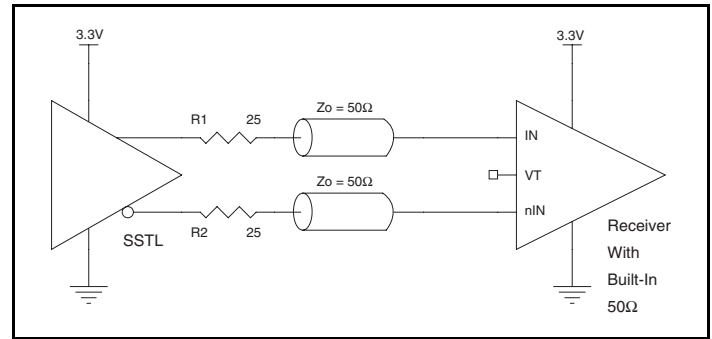 3.3V
3.3V
R1 25
Zo = 50Ω
IN
VT
Zo = 50Ω
nIN
R2 25
SSTL
Receiver
With
Built-In
50Ω